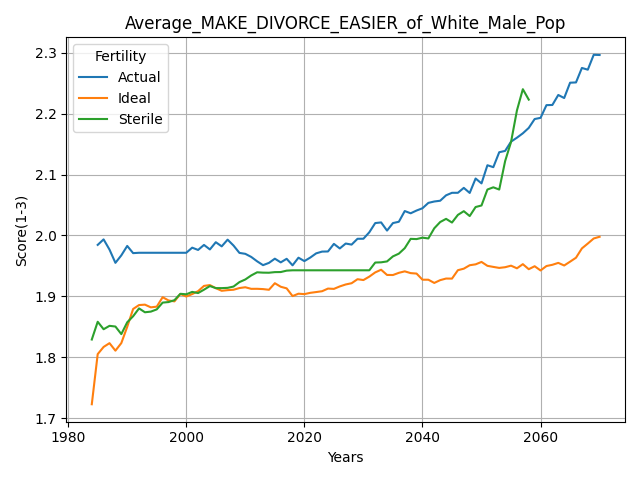 Average_MAKE_DIVORCE_EASIER_of_White_Male_Pop
Fertility
Actual
Ideal
Sterile
Score(1-3)
2.3
2.2
2.1
2.0
1.9
1.8
1.7
1980
2000
2020
2040
2060
Years